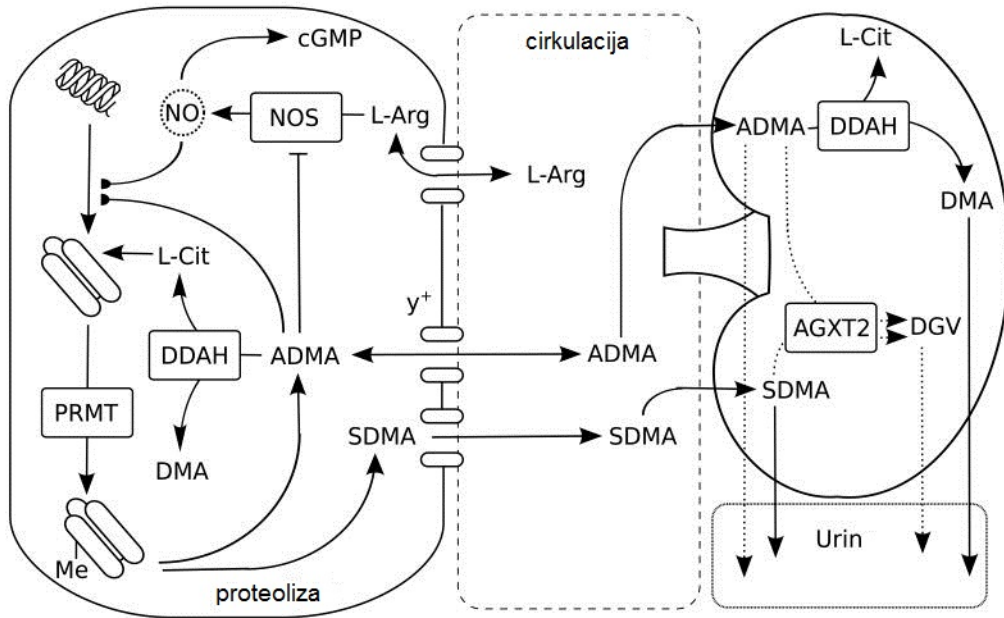 cGMP
NO
NOS
L-Arg
L-Cit
DDAH
ADMA
PRMT
DMA
SDMA
Me
proteoliza
y+
cirkulacija
L-Arg
ADMA
SDMA
L-Cit
ADMA
DDAH
DMA
AGXT2
DGV
SDMA
Urin